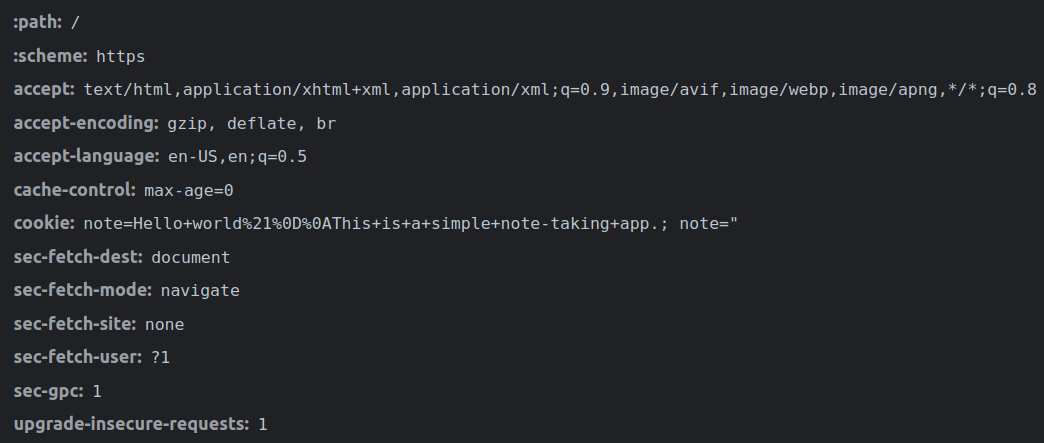 :path: /
:scheme: https
accept: text/html,application/xhtml+xml,application/xml;q=0.9,image/avif,image/webp,image/apng,*/*;q=0.8
accept-encoding: gzip, deflate, br
accept-language: en-US,en;q=0.5
cache-control: max-age=0
cookie: note=Hello+world%21%0D%0AThis+is+a+simple+note-taking+app.; note="
sec-fetch-dest: document
sec-fetch-mode: navigate
sec-fetch-site: none
sec-fetch-user: ?1
sec-gpc: 1
upgrade-insecure-requests: 1